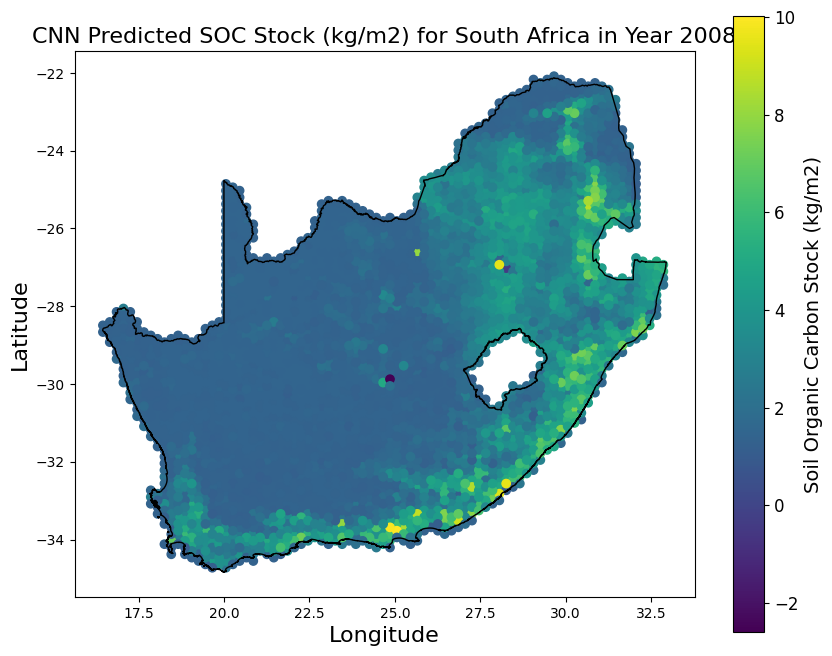 CNN Predicted SOC Stock (kg/m2) for South Africa in Year 2008
10
8
6
4
2
0
−2
Soil Organic Carbon Stock (kg/m2)
−22
−24
−26
−28
−30
−32
−34
Latitude
17.5 20.0 22.5 25.0 27.5 30.0 32.5
Longitude